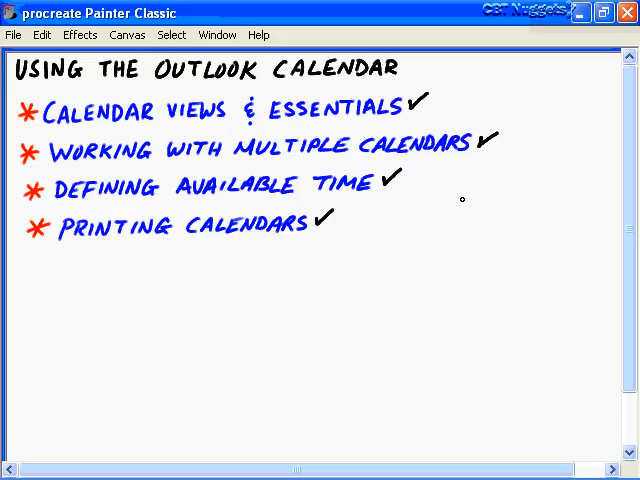 procreate Painter Classic
CBT Nuggets
File Edit Effects Canvas Select Window Help
USING THE OUTLOOK CALENDAR
* CALENDAR VIEWS & ESSENTIALS ✓
* WORKING WITH MULTIPLE CALENDARS ✓
* DEFINING AVAILABLE TIME ✓
* PRINTING CALENDARS ✓